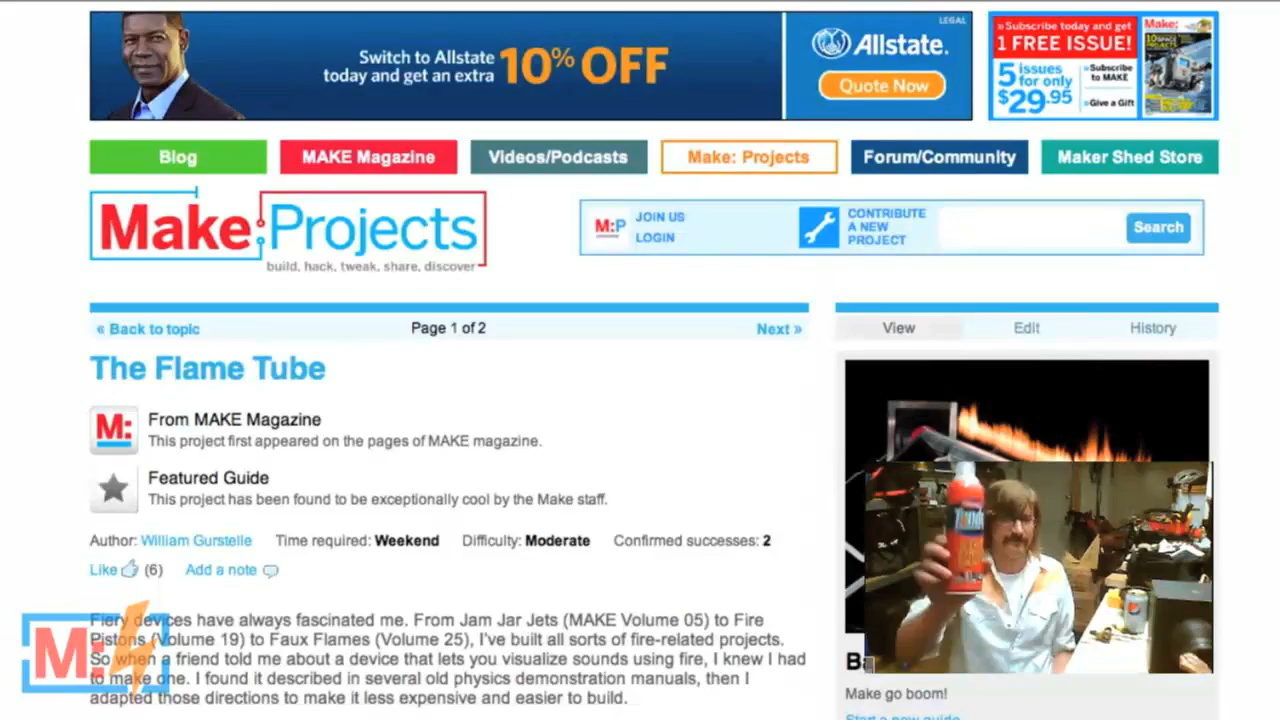 LEGAL
Switch to Allstate
today and get an extra 10% OFF
Allstate.
Quote Now
» Subscribe today and get
1 FREE ISSUE!
5 issues
for only
$29.95
» Subscribe
to MAKE
» Give a Gift
Make:
Blog
MAKE Magazine
Videos/Podcasts
Make: Projects
Forum/Community
Maker Shed Store
Make:Projects
build, hack, tweak, share, discover
M:P
JOIN US
LOGIN
CONTRIBUTE
A NEW
PROJECT
Search
« Back to topic
Page 1 of 2
Next »
View
Edit
History
The Flame Tube
M:
From MAKE Magazine
This project first appeared on the pages of MAKE magazine.
Featured Guide
This project has been found to be exceptionally cool by the Make staff.
Author: William Gurstelle Time required: Weekend Difficulty: Moderate Confirmed successes: 2
Like (6) Add a note
Fiery devices have always fascinated me. From Jam Jar Jets (MAKE Volume 05) to Fire
Pistons (Volume 19) to Faux Flames (Volume 25), I've built all sorts of fire-related projects.
So when a friend told me about a device that lets you visualize sounds using fire, I knew I had
to make one. I found it described in several old physics demonstration manuals, then I
adapted those directions to make it less expensive and easier to build.
M:
Make go boom!
Start a new guide